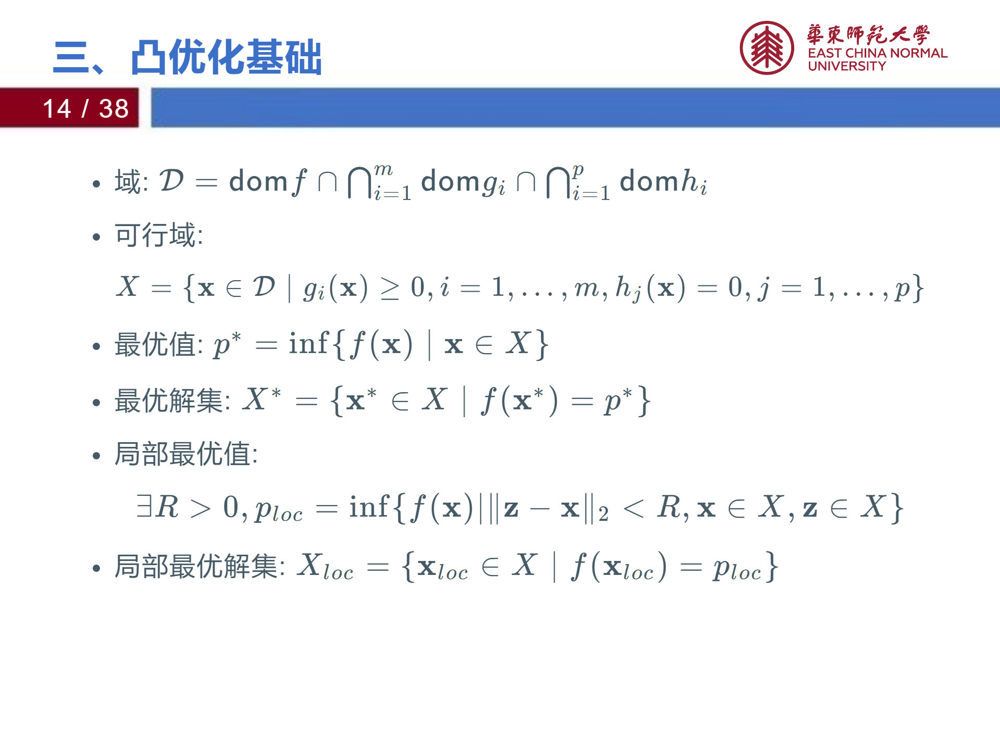 三、凸优化基础
華東師範大學
EAST CHINA NORMAL
UNIVERSITY
14 / 38
• 域: $\mathcal{D} = \mathbf{dom} f \cap \bigcap_{i=1}^{m} \mathbf{dom} g_i \cap \bigcap_{i=1}^{p} \mathbf{dom} h_i$
• 可行域:
$X = \{\mathbf{x} \in \mathcal{D} \mid g_i(\mathbf{x}) \geq 0, i = 1, \ldots, m, h_j(\mathbf{x}) = 0, j = 1, \ldots, p\}$
• 最优值: $p^* = \inf\{f(\mathbf{x}) \mid \mathbf{x} \in X\}$
• 最优解集: $X^* = \{\mathbf{x}^* \in X \mid f(\mathbf{x}^*) = p^*\}$
• 局部最优值:
$\exists R > 0, p_{loc} = \inf\{f(\mathbf{x}) | \|\mathbf{z} - \mathbf{x}\|_2 < R, \mathbf{x} \in X, \mathbf{z} \in X\}$
• 局部最优解集: $X_{loc} = \{\mathbf{x}_{loc} \in X \mid f(\mathbf{x}_{loc}) = p_{loc}\}$